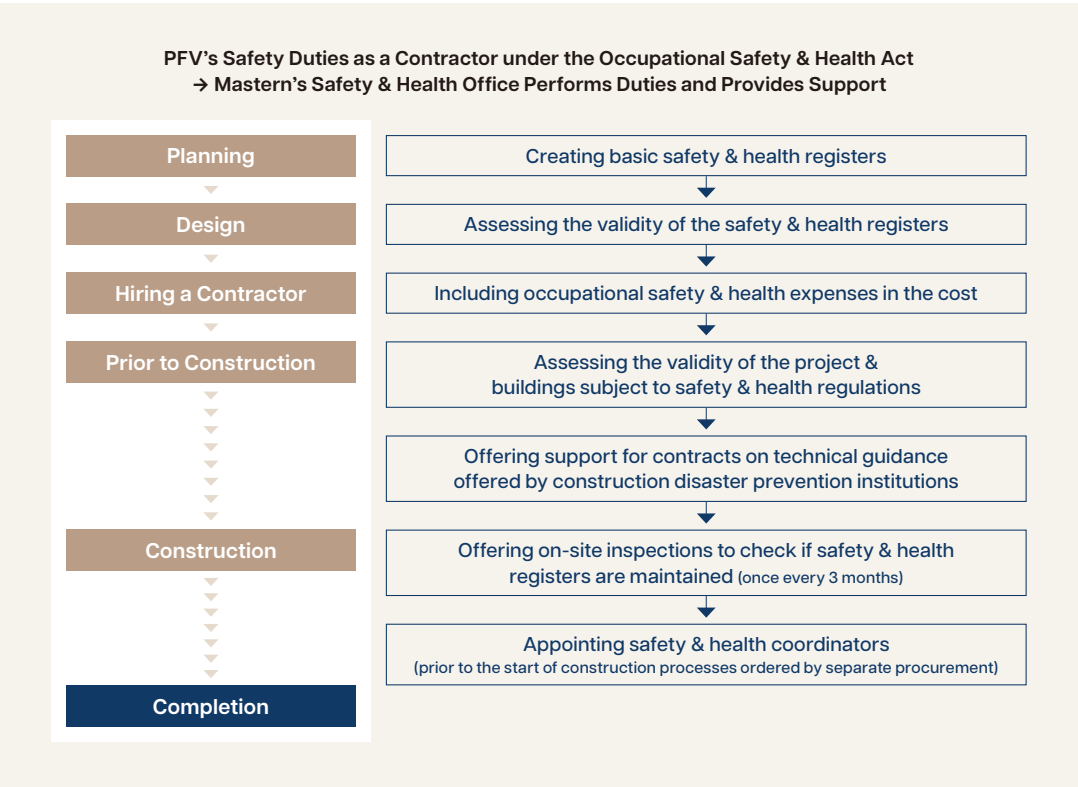 PFV's Safety Duties as a Contractor under the Occupational Safety & Health Act
→ Mastern's Safety & Health Office Performs Duties and Provides Support
Planning
Creating basic safety & health registers
Design
Assessing the validity of the safety & health registers
Hiring a Contractor
Including occupational safety & health expenses in the cost
Prior to Construction
Assessing the validity of the project &
buildings subject to safety & health regulations
Offering support for contracts on technical guidance
offered by construction disaster prevention institutions
Construction
Offering on-site inspections to check if safety & health
registers are maintained (once every 3 months)
Appointing safety & health coordinators
(prior to the start of construction processes ordered by separate procurement)
Completion